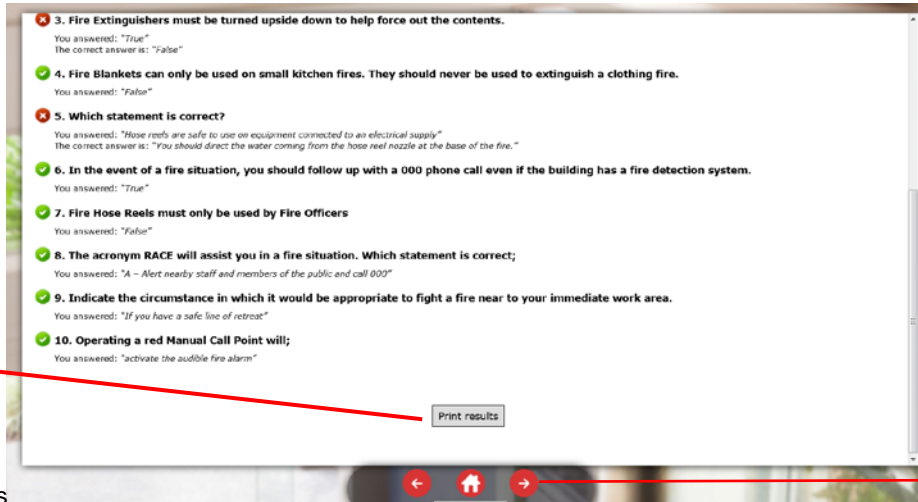 3. Fire Extinguishers must be turned upside down to help force out the contents.
You answered: "True"
The correct answer is: "False"
4. Fire Blankets can only be used on small kitchen fires. They should never be used to extinguish a clothing fire.
You answered: "False"
5. Which statement is correct?
You answered: "Hose reels are safe to use on equipment connected to an electrical supply"
The correct answer is: "You should direct the water coming from the hose reel nozzle at the base of the fire."
6. In the event of a fire situation, you should follow up with a 000 phone call even if the building has a fire detection system.
You answered: "True"
7. Fire Hose Reels must only be used by Fire Officers
You answered: "False"
8. The acronym RACE will assist you in a fire situation. Which statement is correct;
You answered: "A – Alert nearby staff and members of the public and call 000"
9. Indicate the circumstance in which it would be appropriate to fight a fire near to your immediate work area.
You answered: "If you have a safe line of retreat"
10. Operating a red Manual Call Point will;
You answered: "activate the audible fire alarm"
Print results
s